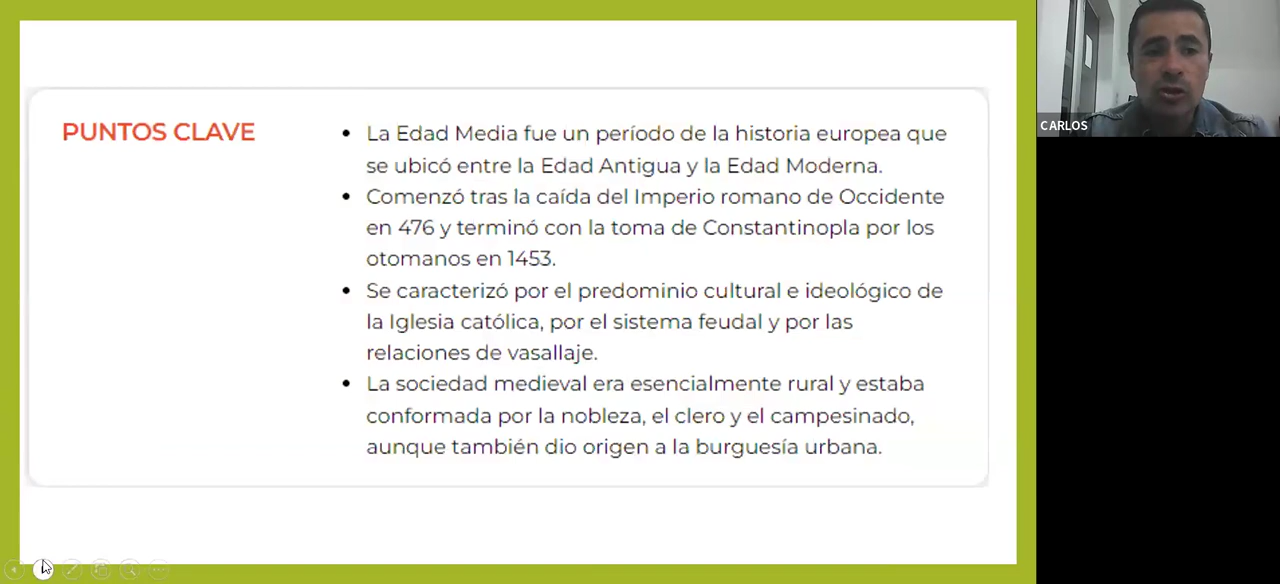 PUNTOS CLAVE
• La Edad Media fue un período de la historia europea que
se ubicó entre la Edad Antigua y la Edad Moderna.
• Comenzó tras la caída del Imperio romano de Occidente
en 476 y terminó con la toma de Constantinopla por los
otomanos en 1453.
• Se caracterizó por el predominio cultural e ideológico de
la Iglesia católica, por el sistema feudal y por las
relaciones de vasallaje.
• La sociedad medieval era esencialmente rural y estaba
conformada por la nobleza, el clero y el campesinado,
aunque también dio origen a la burguesía urbana.
CARLOS